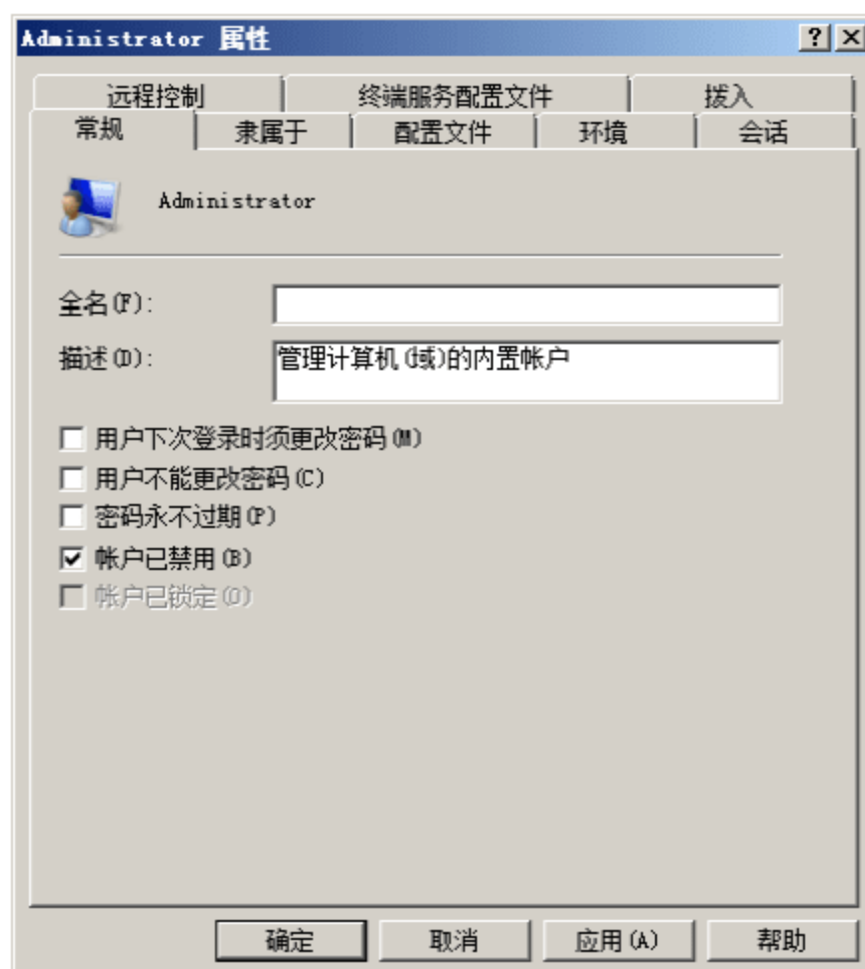 Administrator 属性
远程控制 终端服务配置文件 拨入
常规 隶属于 配置文件 环境 会话
Administrator
全名(F):
描述(D): 管理计算机(域)的内置帐户
用户下次登录时须更改密码(M)
用户不能更改密码(C)
密码永不过期(P)
帐户已禁用(B)
帐户已锁定(O)
确定 取消 应用(A) 帮助